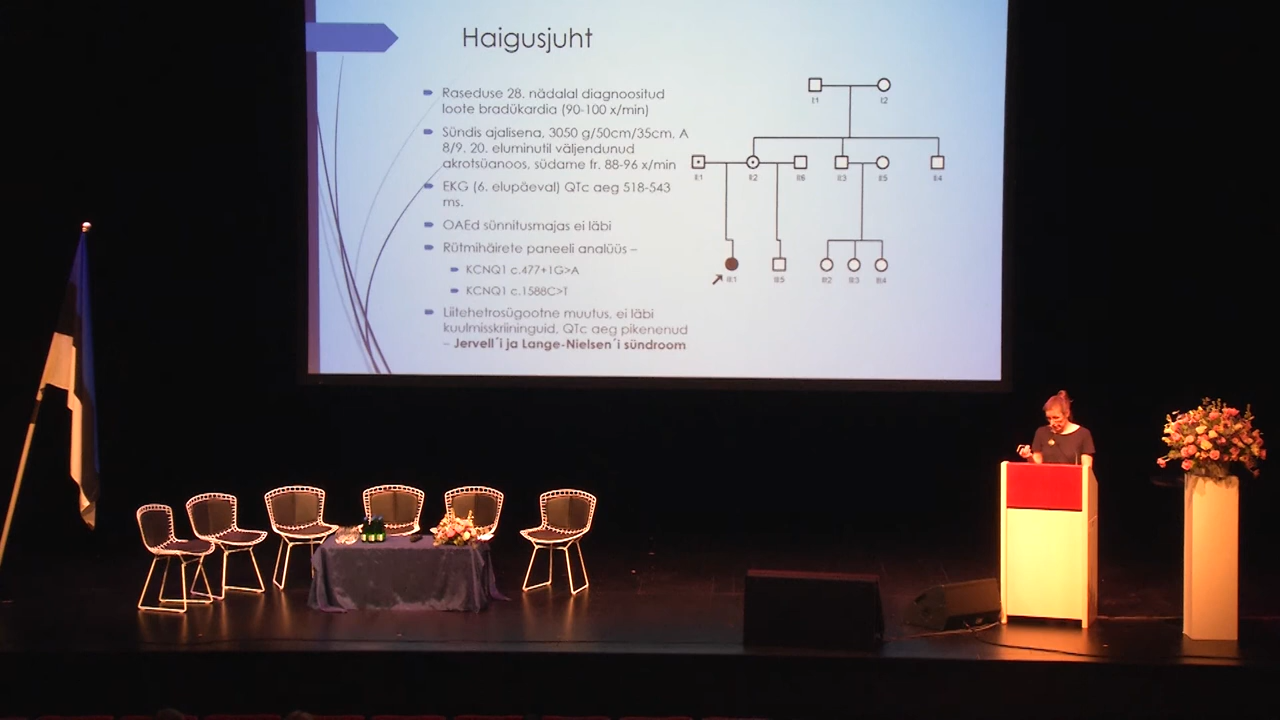 Haigusjuht
Raseduse 28. nädalal diagnoositud
loote bradükardia (90-100 x/min)
Sündis ajalisena, 3050 g/50cm/35cm. A
8/9. 20. eluminutil väljendunud
akrotsüanoos, südame fr. 88-96 x/min
EKG (6. elupäeval) QTc aeg 518-543
ms.
OAEd sünnitusmajas ei läbi
Rütmihäirete paneeli analüüs –
KCNQ1 c.477+1G>A
KCNQ1 c.1588C>T
Liitehetrosügootne muutus, ei läbi
kuulmisskriininguid, QTc aeg pikenenud
– Jervell´i ja Lange-Nielsen´i sündroom
I:1 I:2
II:1 II:2 II:6 II:3 II:5 II:4
III:1 III:5 III:2 III:3 III:4